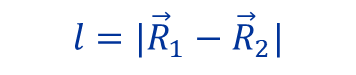 l = |R⃗₁ − R⃗₂|